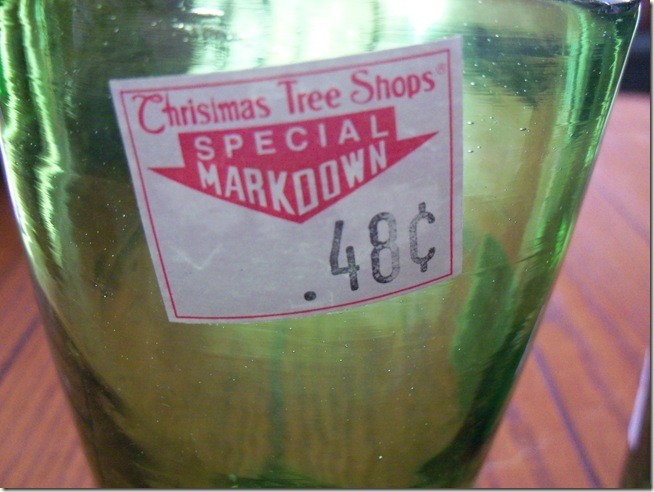 Christmas Tree Shops®
SPECIAL
MARKDOWN
.48¢